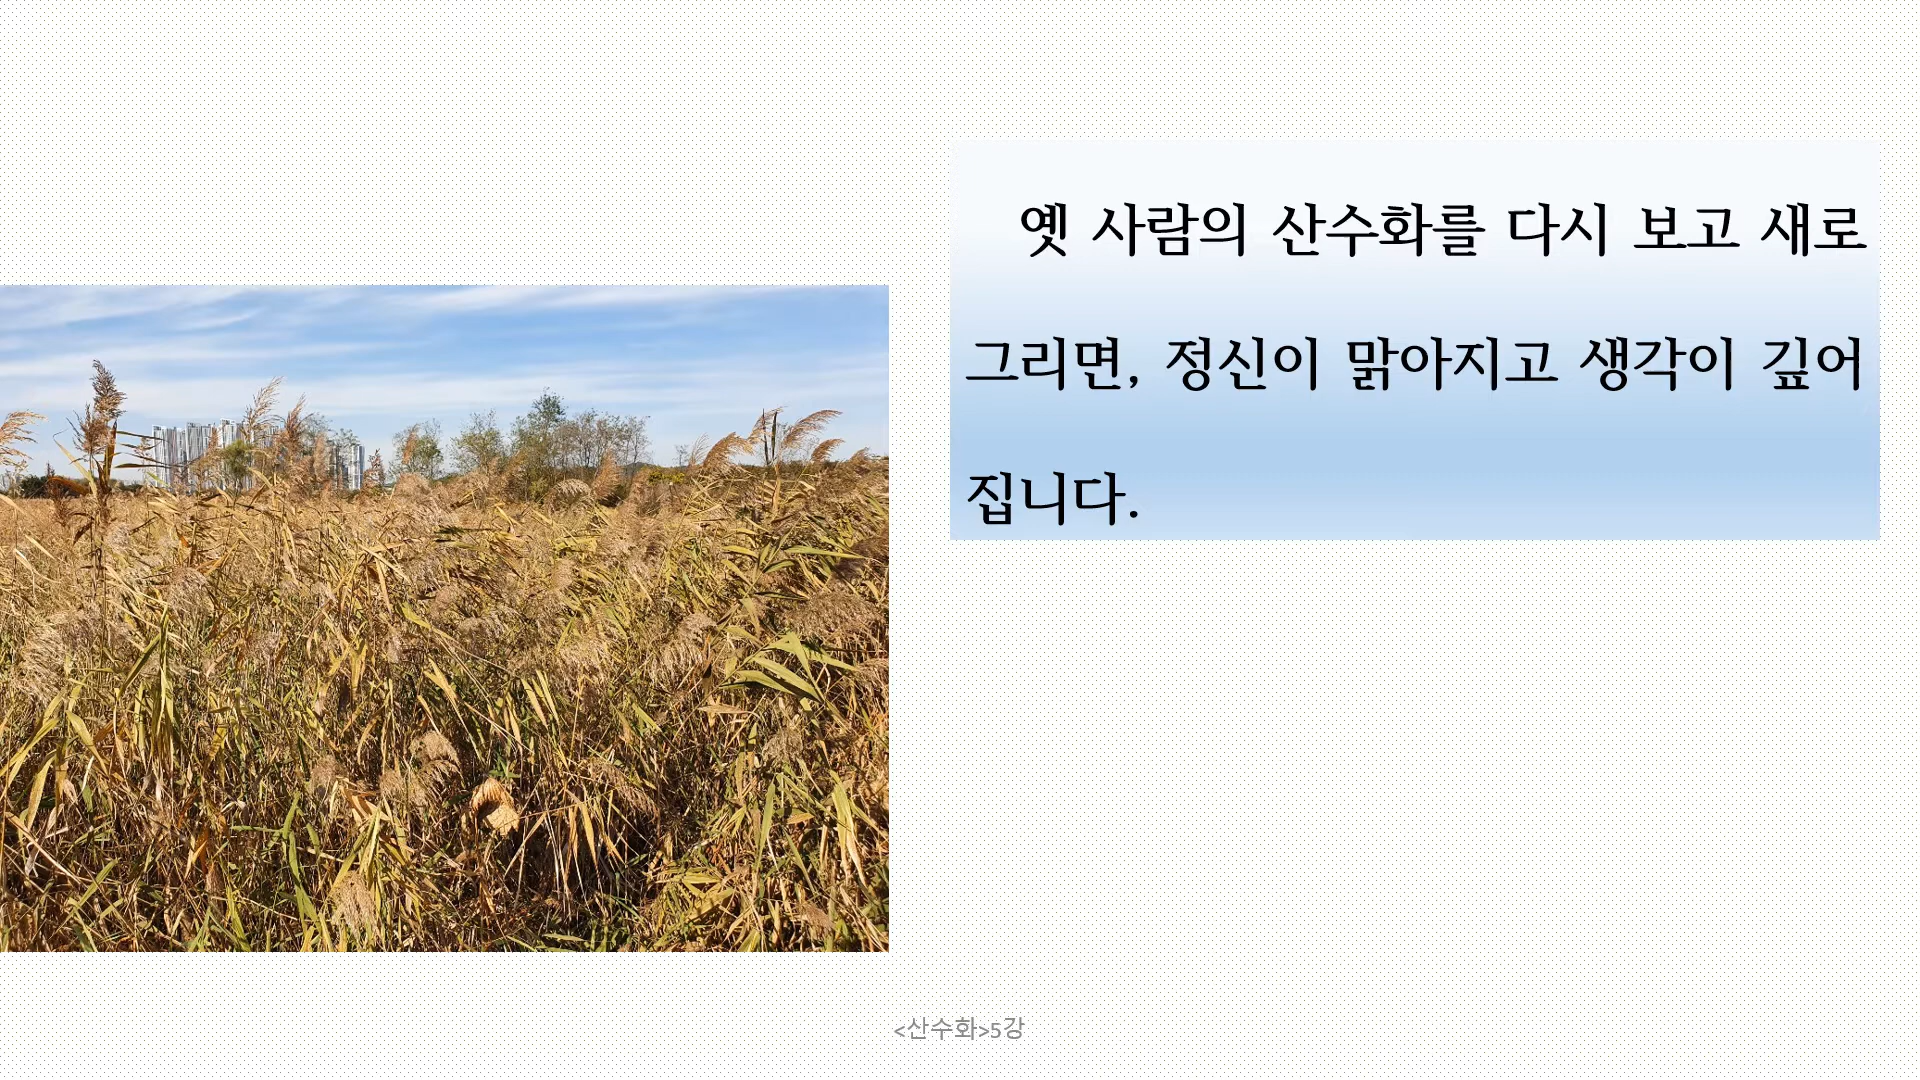 옛 사람의 산수화를 다시 보고 새로
그리면, 정신이 맑아지고 생각이 깊어
집니다.
<산수화>5강